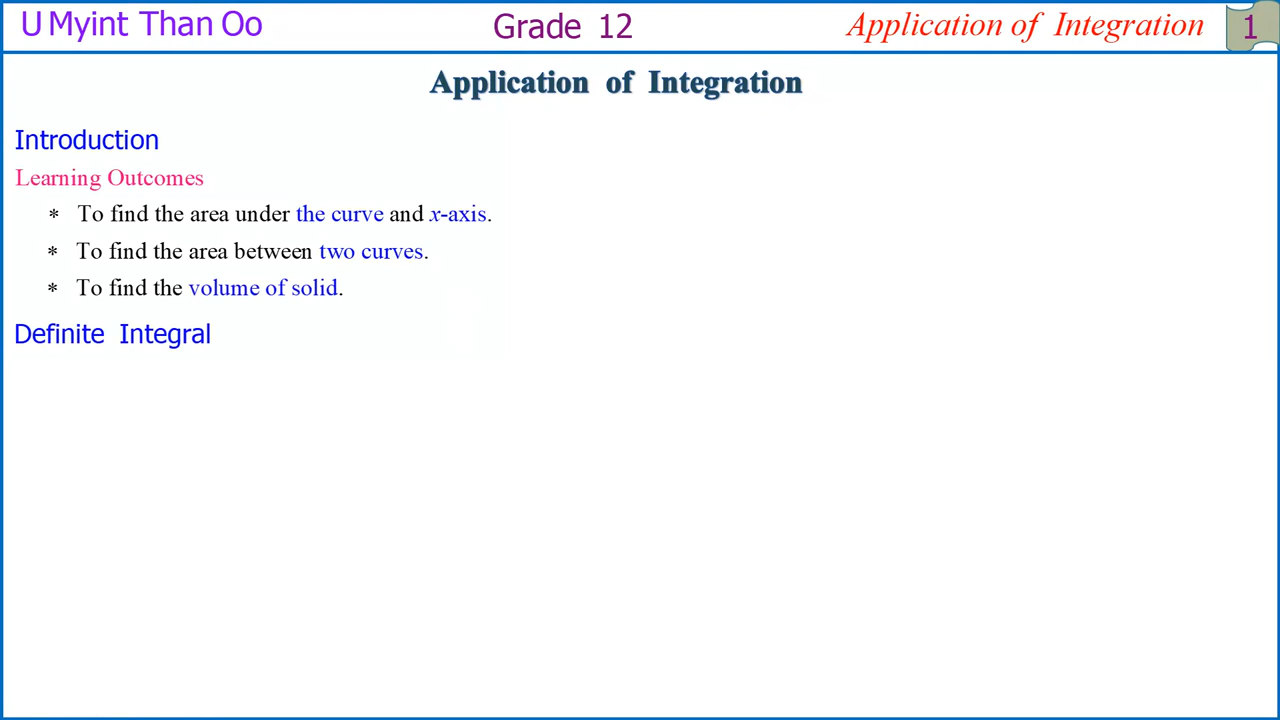 U Myint Than Oo
Grade 12
Application of Integration
1
Application of Integration
Introduction
Learning Outcomes
* To find the area under the curve and x-axis.
* To find the area between two curves.
* To find the volume of solid.
Definite Integral